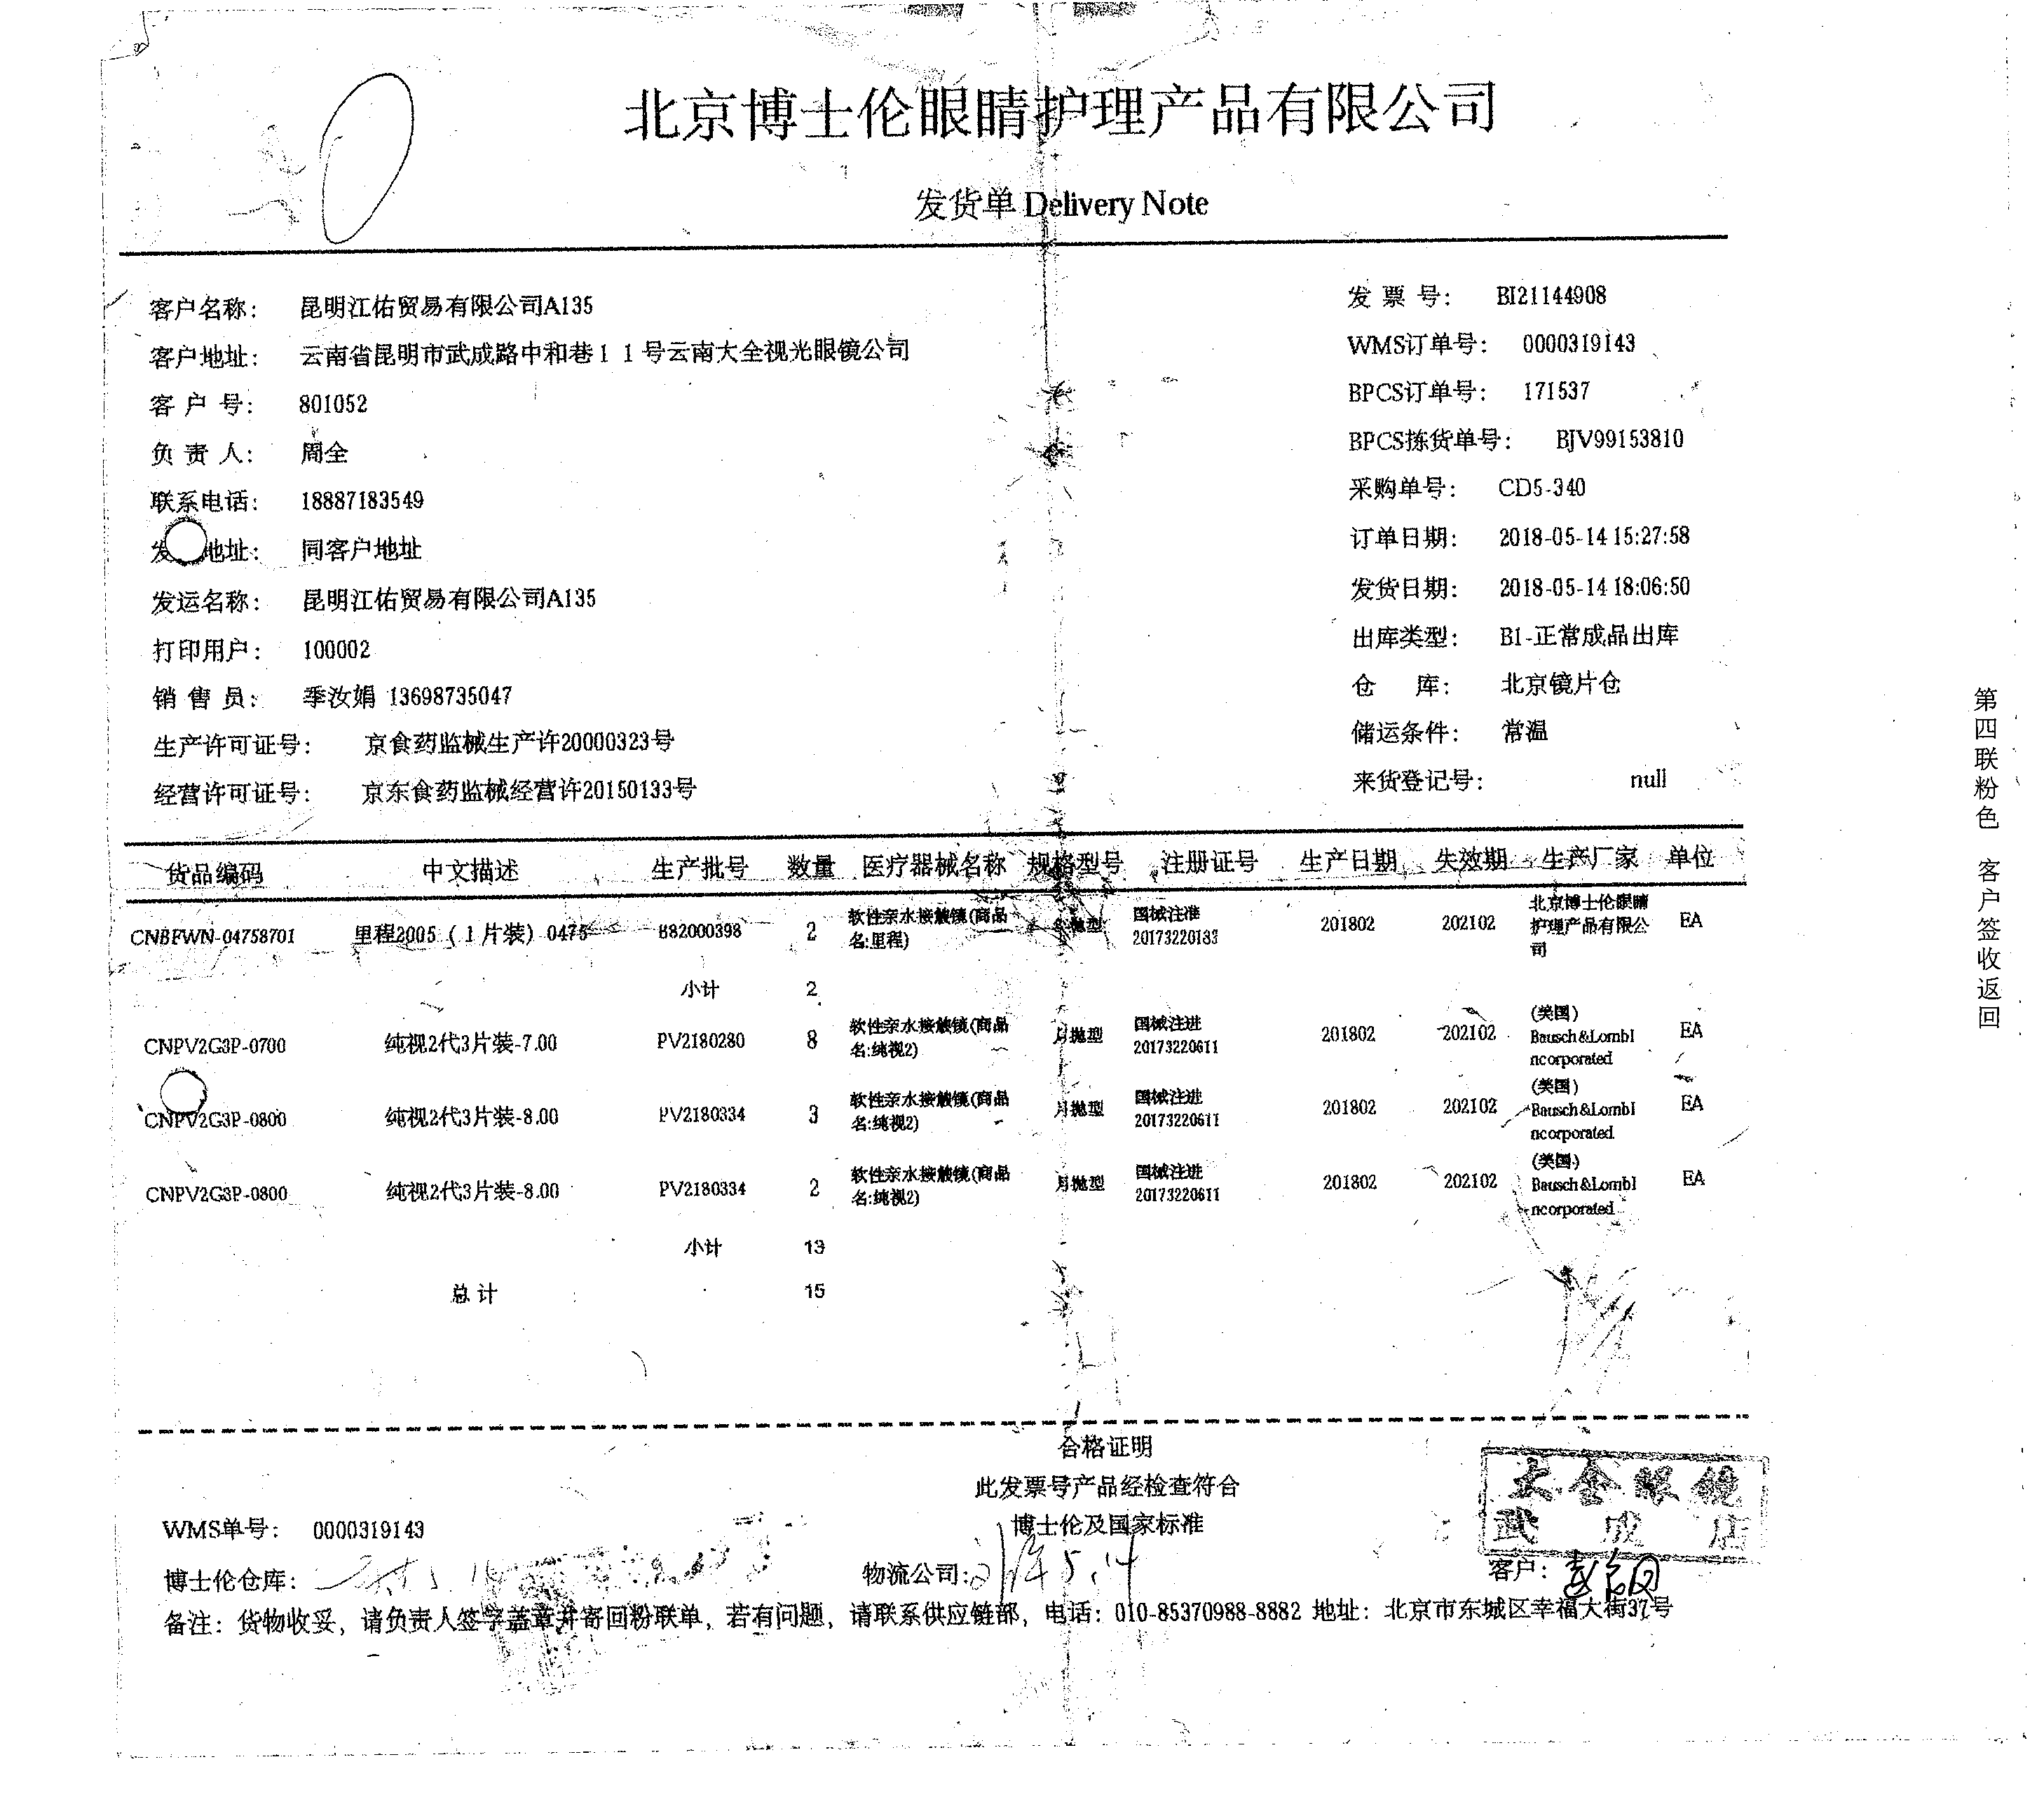 北京博士伦眼睛护理产品有限公司
发货单 Delivery Note
客户名称： 昆明江佑贸易有限公司A135
发 票 号： BI21144908
客户地址： 云南省昆明市武成路中和巷１１号云南大全视光眼镜公司
WMS订单号： 0000319143
客 户 号： 801052
BPCS订单号： 171537
负 责 人： 周全
BPCS拣货单号： BJV99153810
联系电话： 18887183549
采购单号： CD5-340
发 地址： 同客户地址
订单日期： 2018-05-14 15:27:58
发运名称： 昆明江佑贸易有限公司A135
发货日期： 2018-05-14 18:06:50
打印用户： 100002
出库类型： B1-正常成品出库
销 售 员： 季汝娟 13698735047
仓 库： 北京镜片仓
生产许可证号： 京食药监械生产许20000323号
储运条件： 常温
经营许可证号： 京东食药监械经营许20150133号
来货登记号： null
货品编码 中文描述 生产批号 数量 医疗器械名称 规格型号 注册证号 生产日期 失效期 生产厂家 单位
CNBFWN-04758701 里程2005（1片装）0475 B82000398 2 软性亲水接触镜(商品名:里程) 抛型 国械注准20173220183 201802 202102 北京博士伦眼睛护理产品有限公司 EA
小计 2
CNPV2G3P-0700 纯视2代3片装-7.00 PV2180280 8 软性亲水接触镜(商品名:纯视2) 月抛型 国械注进20173220611 201802 202102 (美国)Bausch&LombIncorporated EA
CNPV2G3P-0800 纯视2代3片装-8.00 PV2180334 3 软性亲水接触镜(商品名:纯视2) 月抛型 国械注进20173220611 201802 202102 (美国)Bausch&LombIncorporated EA
CNPV2G3P-0800 纯视2代3片装-8.00 PV2180334 2 软性亲水接触镜(商品名:纯视2) 月抛型 国械注进20173220611 201802 202102 (美国)Bausch&LombIncorporated EA
小计 13
总计 15
合格证明
此发票号产品经检查符合
博士伦及国家标准
大全眼镜
武成店
WMS单号： 0000319143
博士伦仓库：
物流公司： 5.14
客户：
备注：货物收妥，请负责人签字盖章并寄回粉联单，若有问题，请联系供应链部，电话：010-85370988-8882 地址：北京市东城区幸福大街37号
第四联粉色 客户签收返回